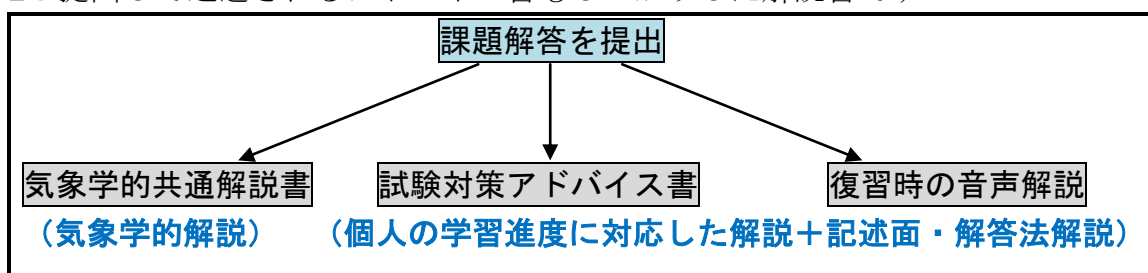 課題解答を提出
気象学的共通解説書 試験対策アドバイス書 復習時の音声解説
（気象学的解説） （個人の学習進度に対応した解説＋記述面・解答法解説）